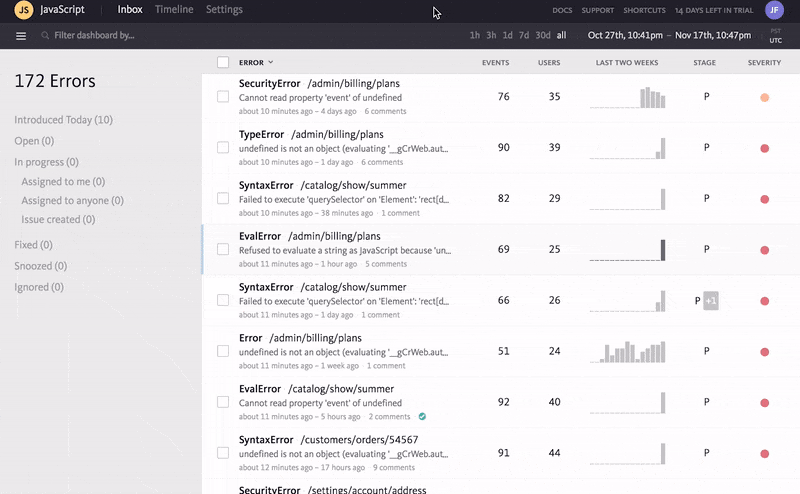 JS JavaScript Inbox Timeline Settings DOCS SUPPORT SHORTCUTS 14 DAYS LEFT IN TRIAL JF
Filter dashboard by... 1h 3h 1d 7d 30d all Oct 27th, 10:41pm – Nov 17th, 10:47pm PST
UTC
172 Errors
Introduced Today (10)
Open (0)
In progress (0)
Assigned to me (0)
Assigned to anyone (0)
Issue created (0)
Fixed (0)
Snoozed (0)
Ignored (0)
ERROR EVENTS USERS LAST TWO WEEKS STAGE SEVERITY
SecurityError /admin/billing/plans
Cannot read property 'event' of undefined 76 35 P
about 10 minutes ago – 4 days ago · 6 comments
TypeError /admin/billing/plans
undefined is not an object (evaluating '__gCrWeb.aut... 90 39 P
about 10 minutes ago – 1 day ago · 6 comments
SyntaxError /catalog/show/summer
Failed to execute 'querySelector' on 'Element': 'rect[d... 82 29 P
about 10 minutes ago – 38 minutes ago · 1 comment
EvalError /admin/billing/plans
Refused to evaluate a string as JavaScript because 'un... 69 25 P
about 11 minutes ago – 1 hour ago · 5 comments
SyntaxError /catalog/show/summer
Failed to execute 'querySelector' on 'Element': 'rect[d... 66 26 P +1
about 11 minutes ago – 1 day ago · 1 comment
Error /admin/billing/plans
undefined is not an object (evaluating '__gCrWeb.aut... 51 24 P
about 11 minutes ago – 1 week ago · 1 comment
EvalError /catalog/show/summer
Cannot read property 'event' of undefined 92 40 P
about 11 minutes ago – 5 hours ago · 2 comments
SyntaxError /customers/orders/54567
undefined is not an object (evaluating '__gCrWeb.aut... 91 44 P
about 12 minutes ago – 17 hours ago · 9 comments
SecurityError /settings/account/address